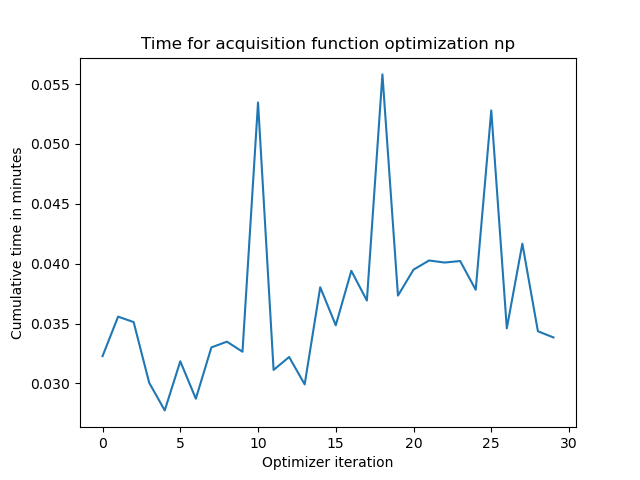 Time for acquisition function optimization np
Cumulative time in minutes
0.055
0.050
0.045
0.040
0.035
0.030
0 5 10 15 20 25 30
Optimizer iteration